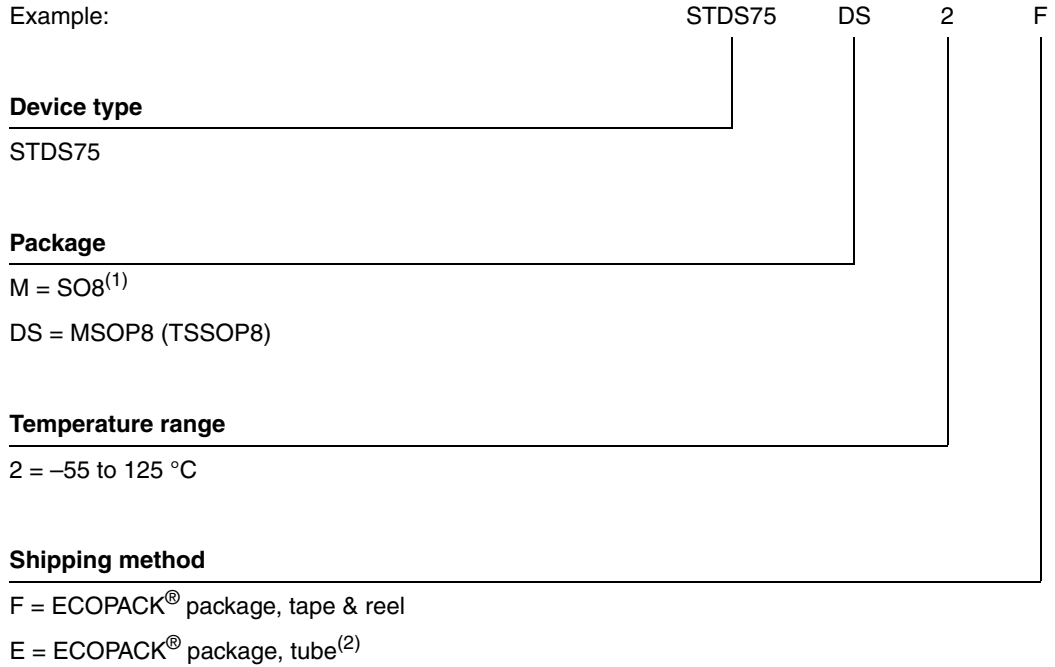 Example: STDS75 DS 2 F
Device type
STDS75
Package
M = SO8(1)
DS = MSOP8 (TSSOP8)
Temperature range
2 = –55 to 125 °C
Shipping method
F = ECOPACK® package, tape & reel
E = ECOPACK® package, tube(2)